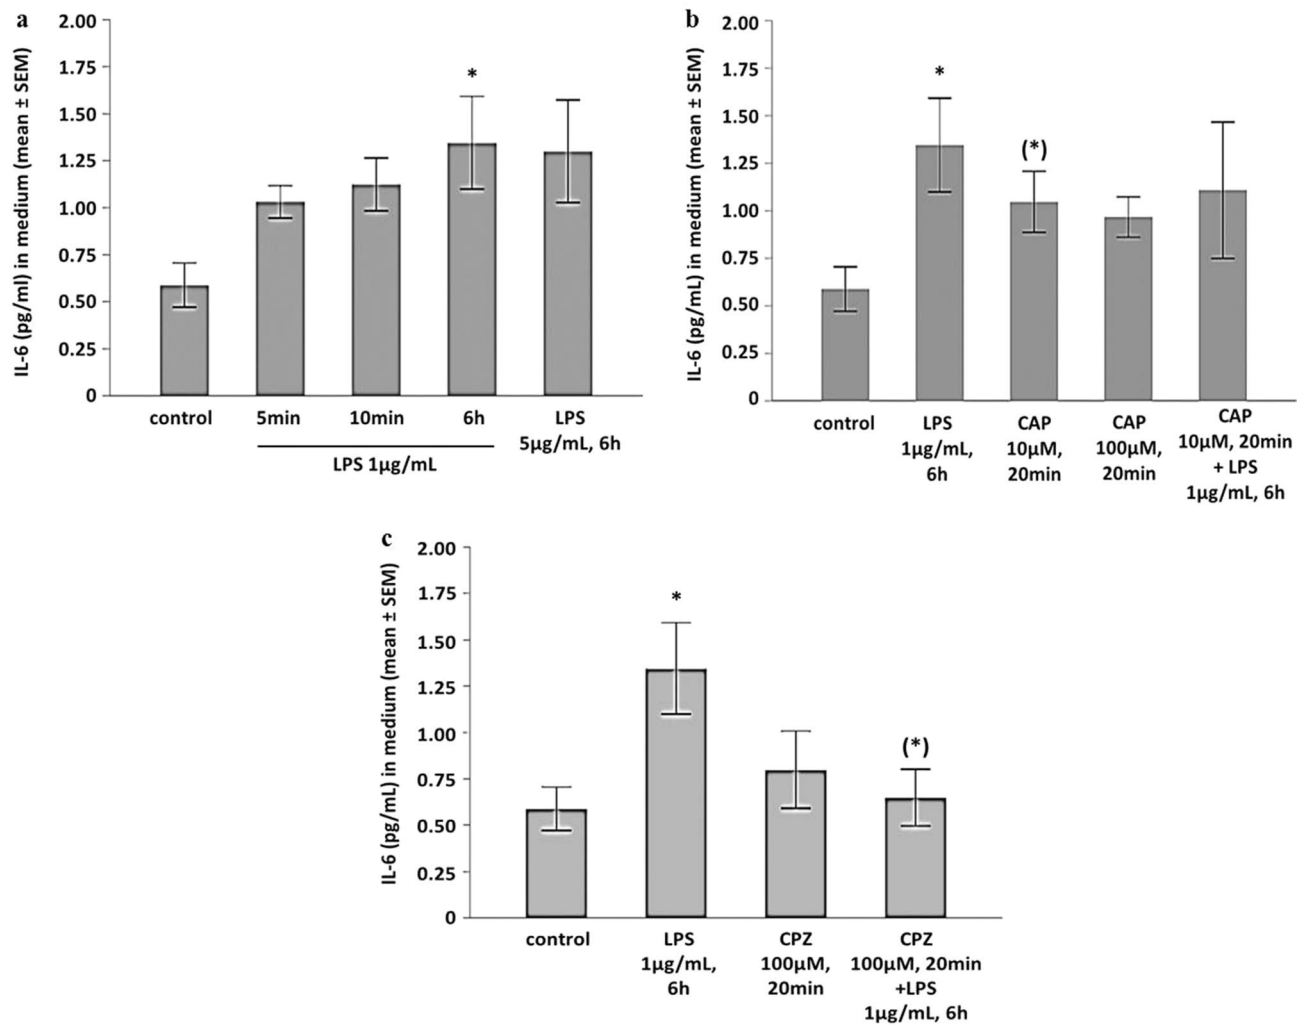 a
IL-6 (pg/ml) in medium (mean ± SEM)
2.00
1.75
1.50
1.25
1.00
0.75
0.50
0.25
0
*
control
5min
10min
6h
LPS
5µg/mL, 6h
LPS 1µg/mL
b
IL-6 (pg/mL) in medium (mean ± SEM)
2.00
1.75
1.50
1.25
1.00
0.75
0.50
0.25
0
*
(*)
control
LPS
1µg/mL,
6h
CAP
10µM,
20min
CAP
100µM,
20min
CAP
10µM, 20min
+ LPS
1µg/mL, 6h
c
IL-6 (pg/mL) in medium (mean ± SEM)
2.00
1.75
1.50
1.25
1.00
0.75
0.50
0.25
0
*
(*)
control
LPS
1µg/mL,
6h
CPZ
100µM,
20min
CPZ
100µM, 20min
+LPS
1µg/mL, 6h